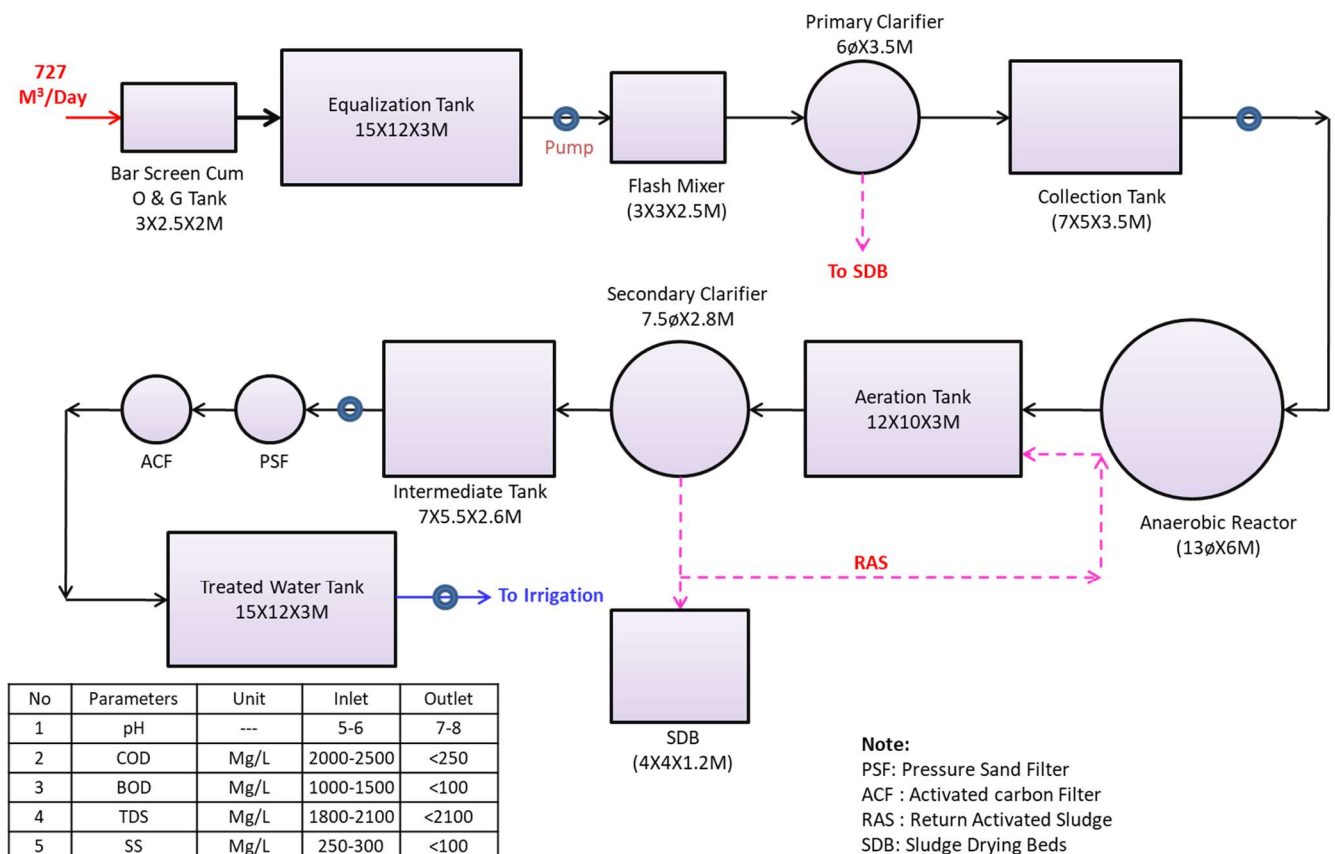 Primary Clarifier
6øX3.5M
727
M³/Day
Equalization Tank
15X12X3M
Pump
Bar Screen Cum
O & G Tank
3X2.5X2M
Flash Mixer
(3X3X2.5M)
Collection Tank
(7X5X3.5M)
To SDB
Secondary Clarifier
7.5øX2.8M
Aeration Tank
12X10X3M
ACF
PSF
Intermediate Tank
7X5.5X2.6M
Anaerobic Reactor
(13øX6M)
RAS
Treated Water Tank
15X12X3M
To Irrigation
SDB
(4X4X1.2M)
No Parameters Unit Inlet Outlet
1 pH --- 5-6 7-8
2 COD Mg/L 2000-2500 <250
3 BOD Mg/L 1000-1500 <100
4 TDS Mg/L 1800-2100 <2100
5 SS Mg/L 250-300 <100
Note:
PSF: Pressure Sand Filter
ACF : Activated carbon Filter
RAS : Return Activated Sludge
SDB: Sludge Drying Beds